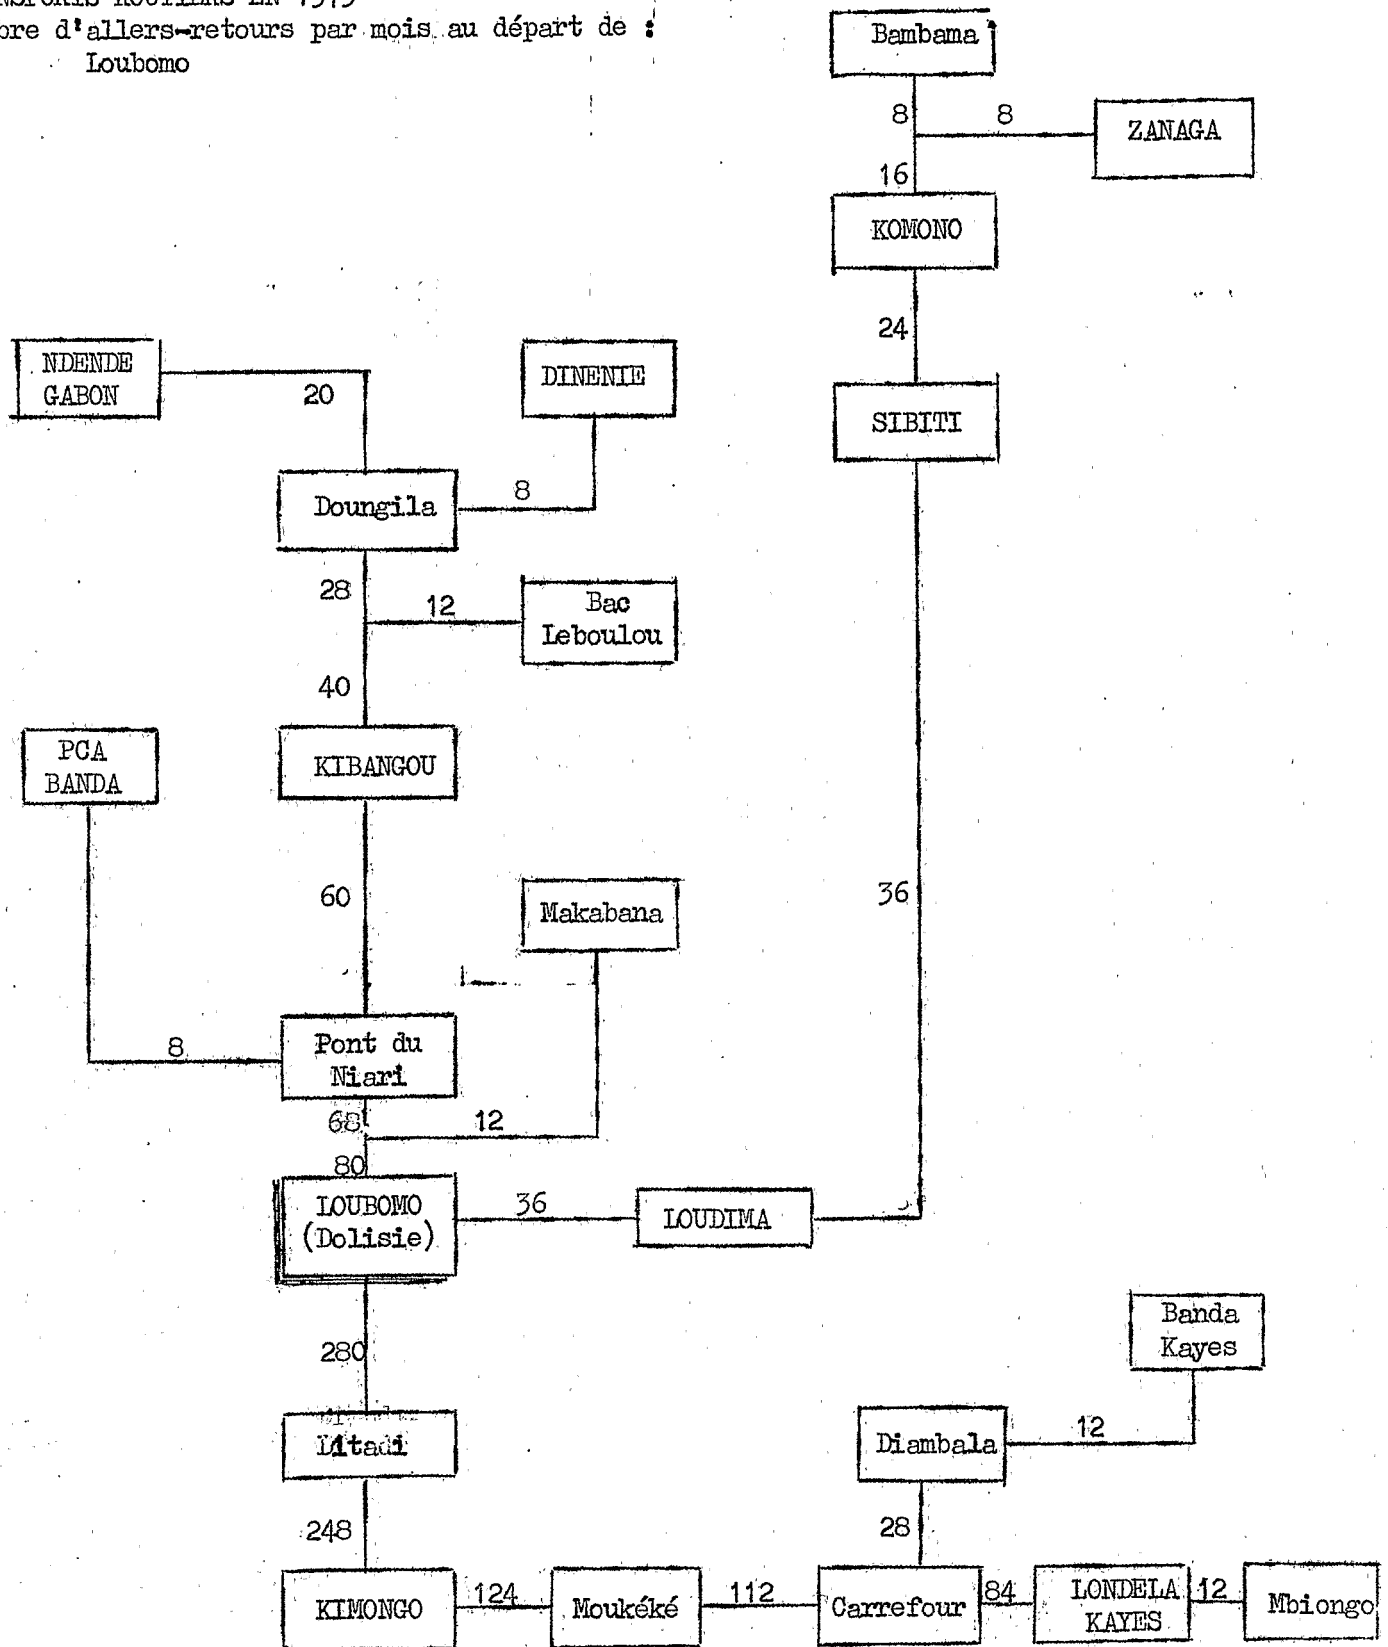 ROUTIERS EN
d'allers-retours par mois au départ de :
Loubomo
Bambama
8
8
ZANAGA
16
KOMONO
24
NDENDE
GABON
20
DINENIE
SIBITI
Doungila
8
28
12
Bac
Leboulou
40
PCA
BANDA
KIBANGOU
60
Makabana
36
8
Pont du
Niari
68
12
80
LOUBOMO
(Dolisie)
36
LOUDIMA
280
Banda
Kayes
Litadi
Diambala
12
248
28
KIMONGO
124
Moukéké
112
Carrefour
84
LONDELA
KAYES
12
Mbiongo